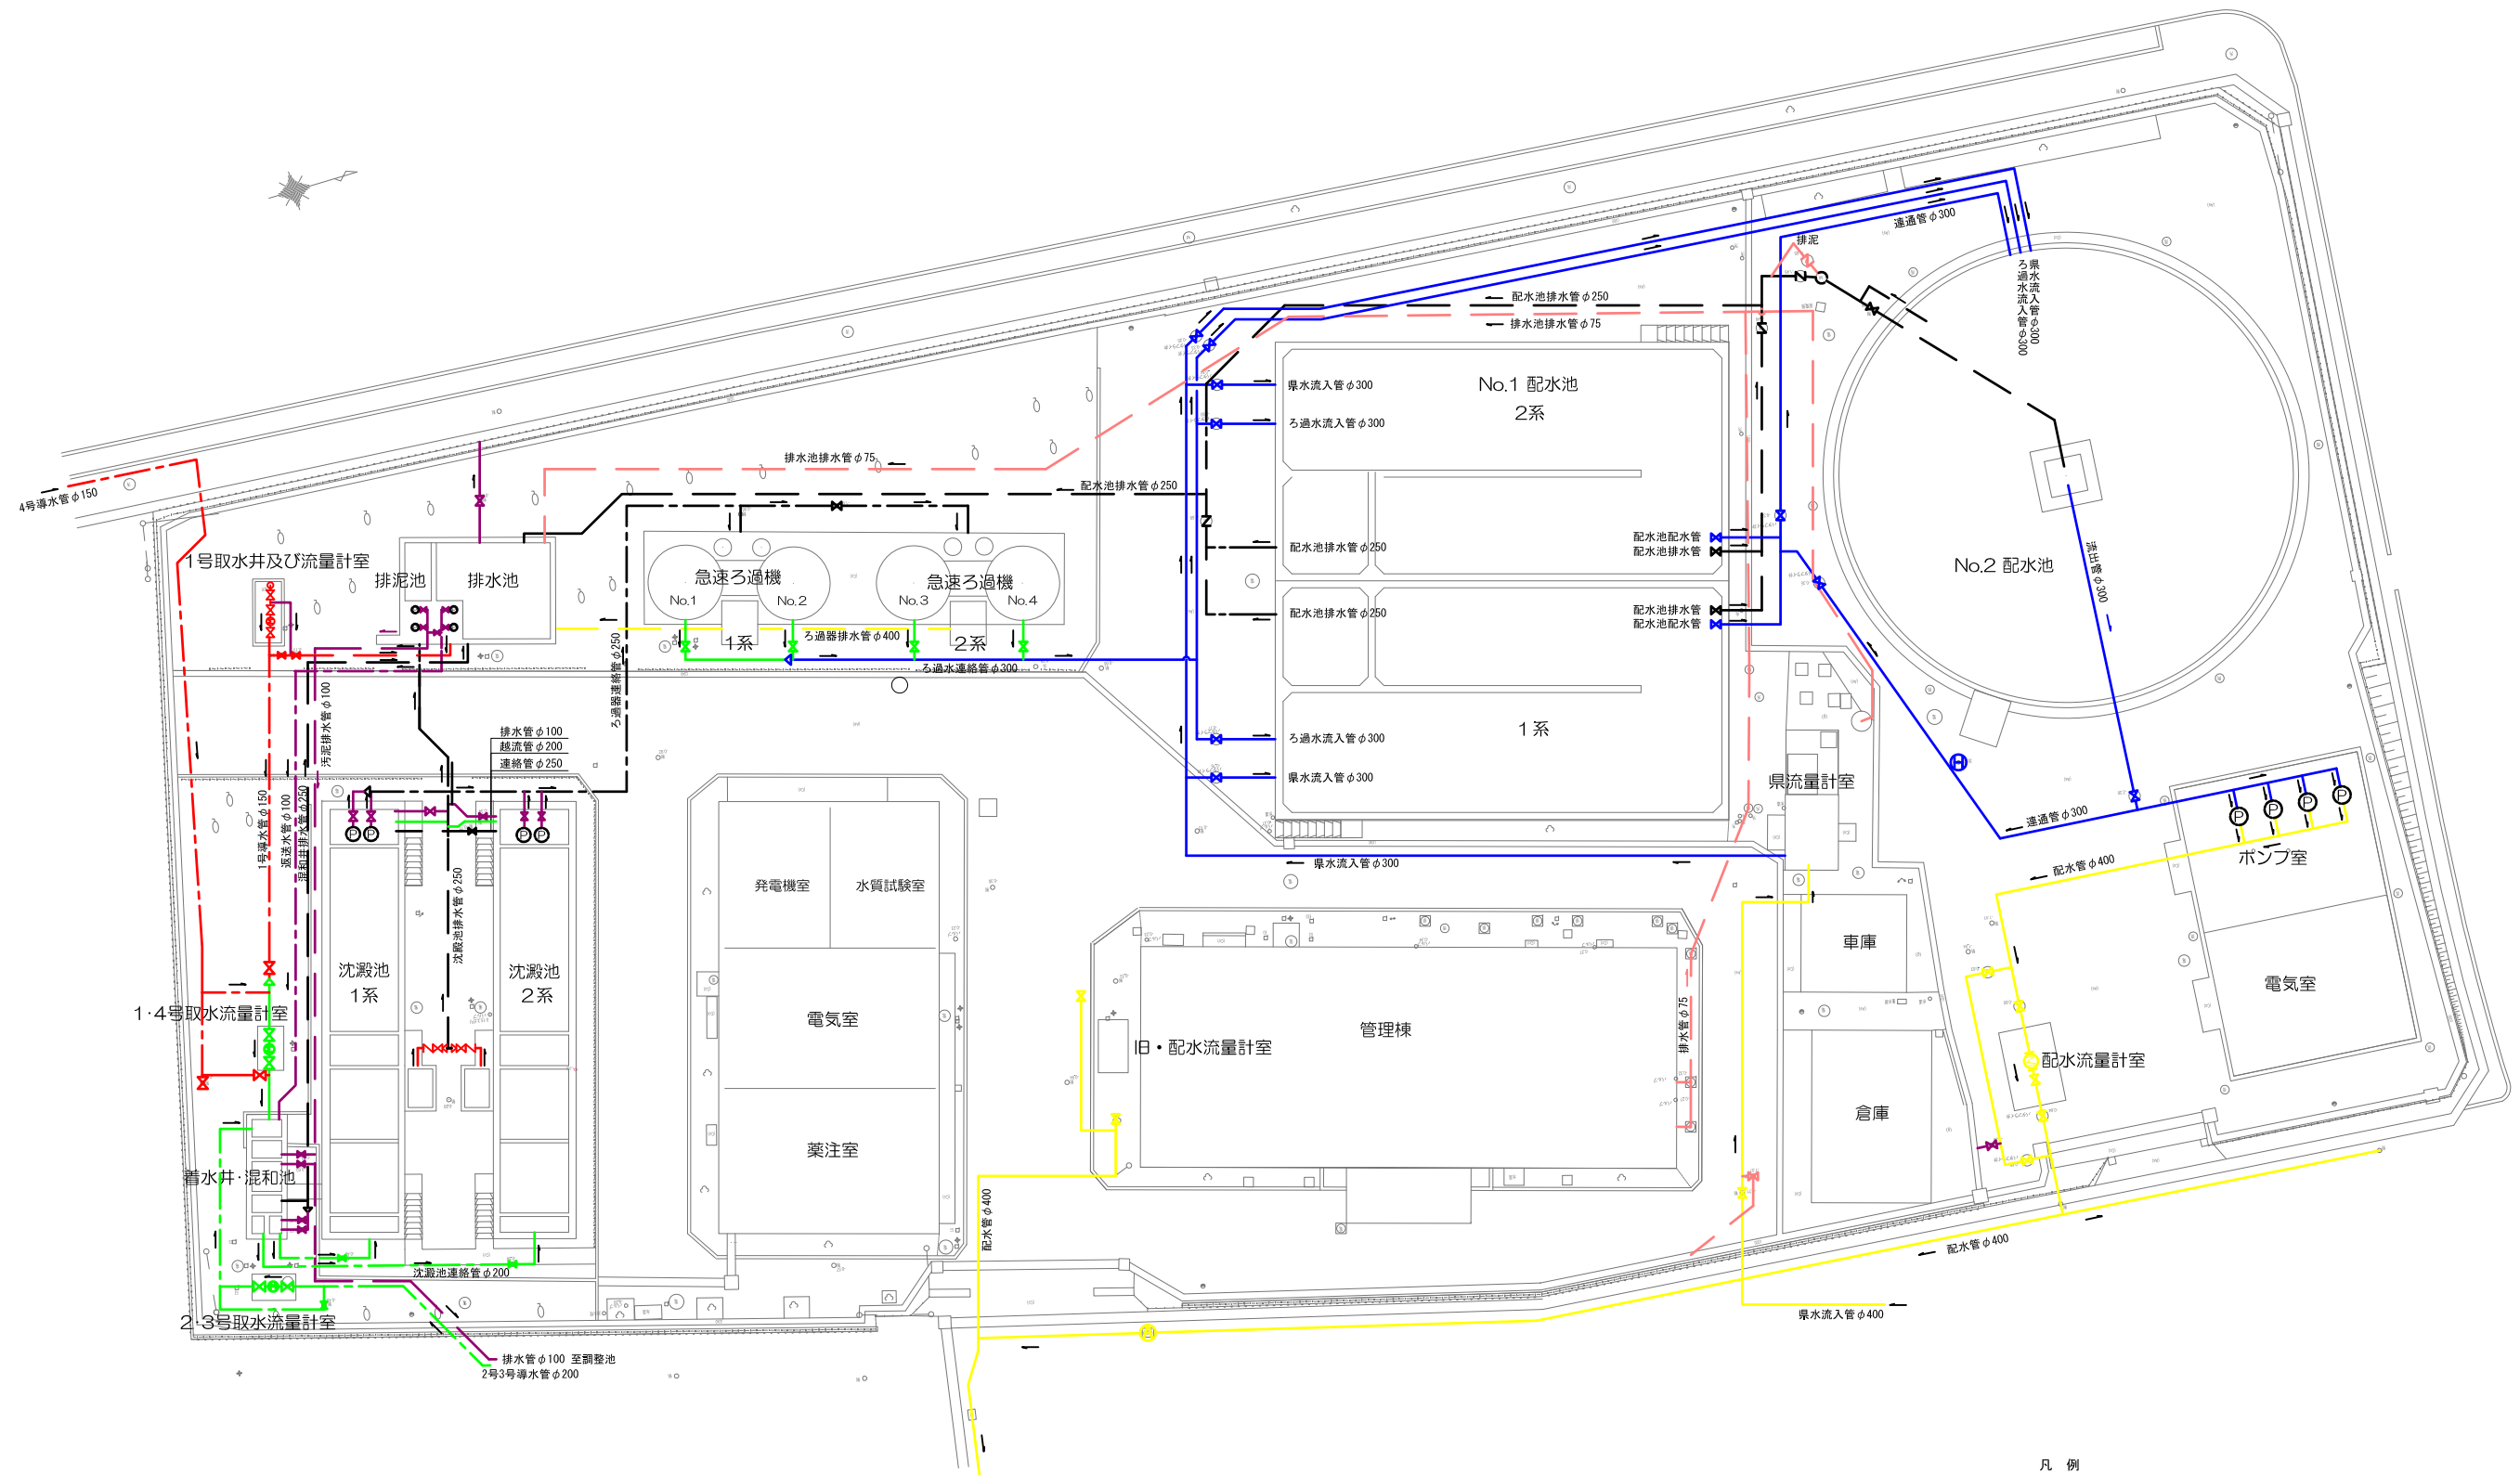 排泥
連通管φ300
県水流入管φ300
ろ過水流入管φ300
配水池排水管φ250
排水池排水管φ75
No.1 配水池
2系
県水流入管φ300
ろ過水流入管φ300
排水池排水管φ75
配水池排水管φ250
4号導水管φ150
配水池配水管
配水池排水管
配水池排水管φ250
No.2 配水池
流出管φ300
1号取水井及び流量計室
排泥池
排水池
急速ろ過機
急速ろ過機
No.1
No.2
No.3
No.4
配水池排水管φ250
配水池排水管
配水池配水管
1系
ろ過器排水管φ400
2系
ろ過水連絡管φ300
ろ過器連絡管φ250
汚泥排水管φ100
排水管φ100
越流管φ200
連絡管φ250
ろ過水流入管φ300
1系
県水流入管φ300
県流量計室
1号導水管φ150
返送水管φ100
混和井排水管φ250
県水流入管φ300
連通管φ300
配水管φ400
ポンプ室
発電機室
水質試験室
沈澱池排水管φ250
車庫
沈澱池
1系
沈澱池
2系
電気室
1・4号取水流量計室
電気室
管理棟
旧・配水流量計室
排水管φ75
配水流量計室
倉庫
薬注室
着水井・混和池
配水管φ400
配水管φ400
沈澱池連絡管φ200
2・3号取水流量計室
県水流入管φ400
排水管φ100 至調整池
2号3号導水管φ200
凡 例